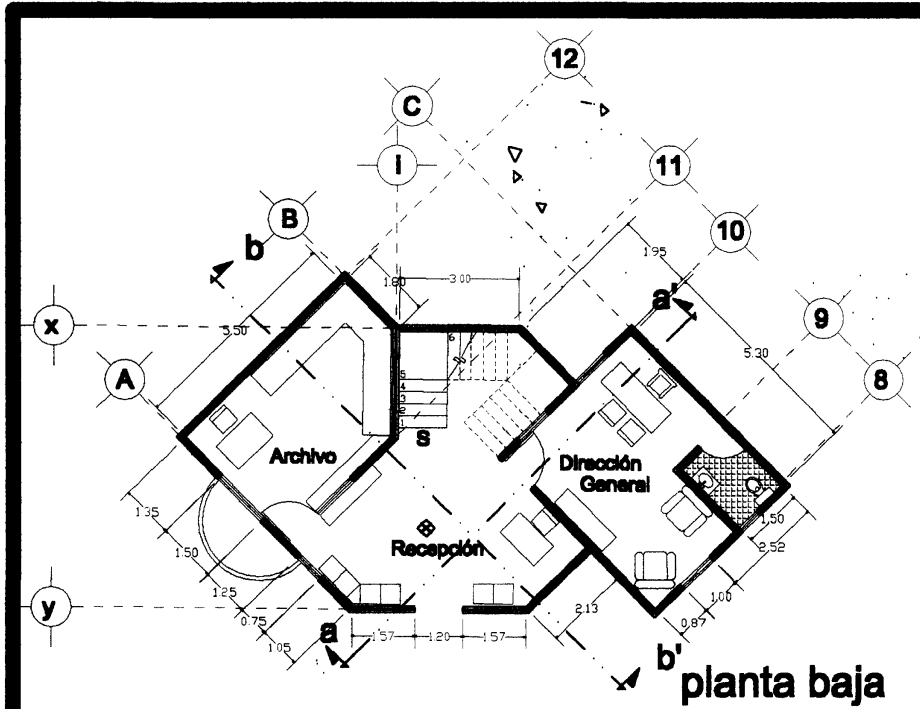 12
C
i
11
B
10
b
1.95
3.00
1.80
a'
x
9
5.50
5.30
A
8
6
5
4
3
2
1
s
Archivo
Dirección
General
1.35
1.50
2.52
1.50
Recepción
1.25
1.00
2.13
0.87
y
0.75
a
1.57
1.20
1.57
1.05
b'
planta baja